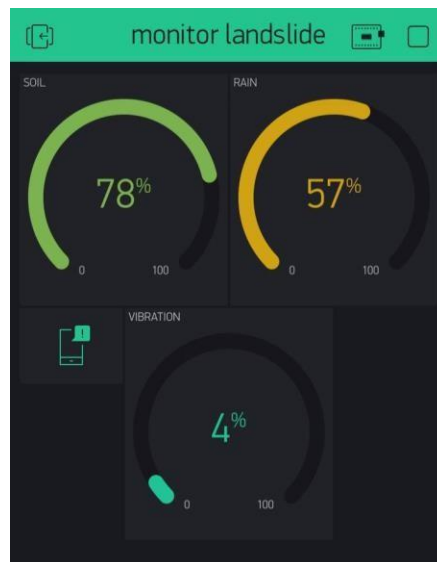 monitor landslide
SOIL
RAIN
78%
57%
0 100
0 100
VIBRATION
4%
0 100